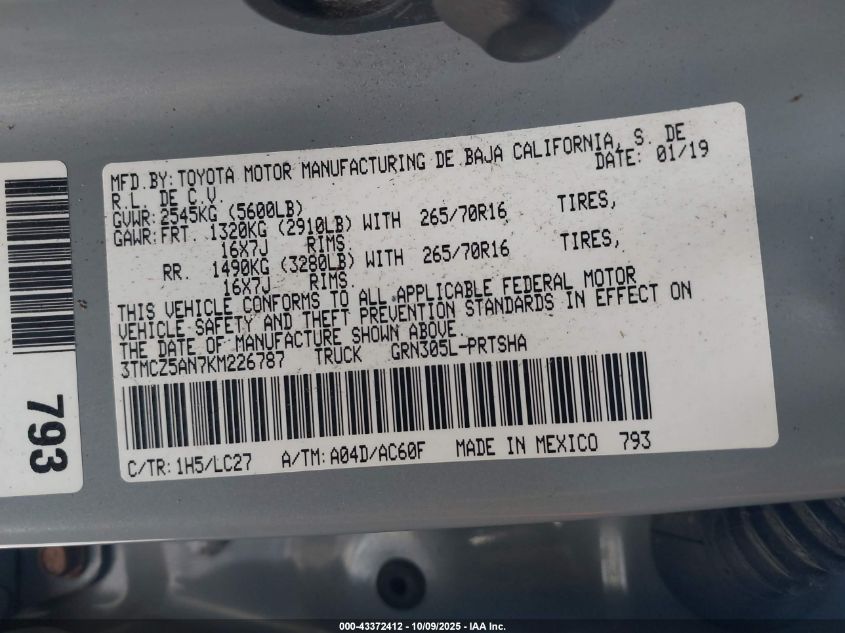 MFD.BY:TOYOTA MOTOR MANUFACTURING DE BAJA CALIFORNIA, S. DE
R.L. DE C.V. DATE: 01/19
GVWR:2545KG (5600LB)
GAWR:FRT. 1320KG (2910LB)WITH 265/70R16 TIRES,
16X7J RIMS
RR. 1490KG (3280LB)WITH 265/70R16 TIRES,
16X7J RIMS.
THIS VEHICLE CONFORMS TO ALL APPLICABLE FEDERAL MOTOR
VEHICLE SAFETY AND THEFT PREVENTION STANDARDS IN EFFECT ON
THE DATE OF MANUFACTURE SHOWN ABOVE.
3TMCZ5AN7KM226787 TRUCK GRN305L-PRTSHA
C/TR:1H5/LC27 A/TM:A04D/AC60F MADE IN MEXICO 793
793
000-43372412 - 10/09/2025 - IAA Inc.